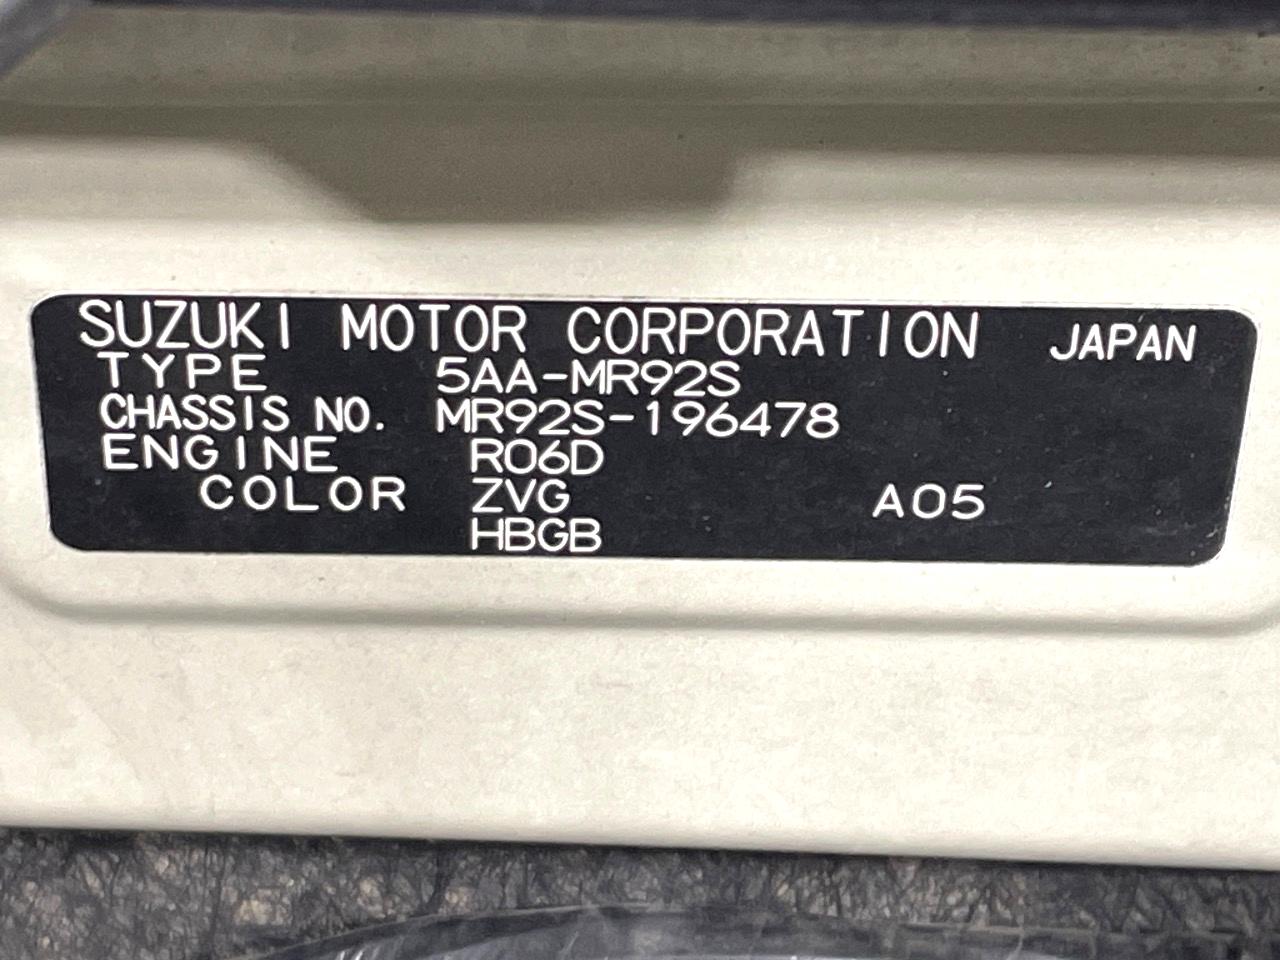 SUZUKI MOTOR CORPORATION JAPAN
TYPE 5AA-MR92S
CHASSIS NO. MR92S-196478
ENGINE R06D
COLOR ZVG A05
HBGB